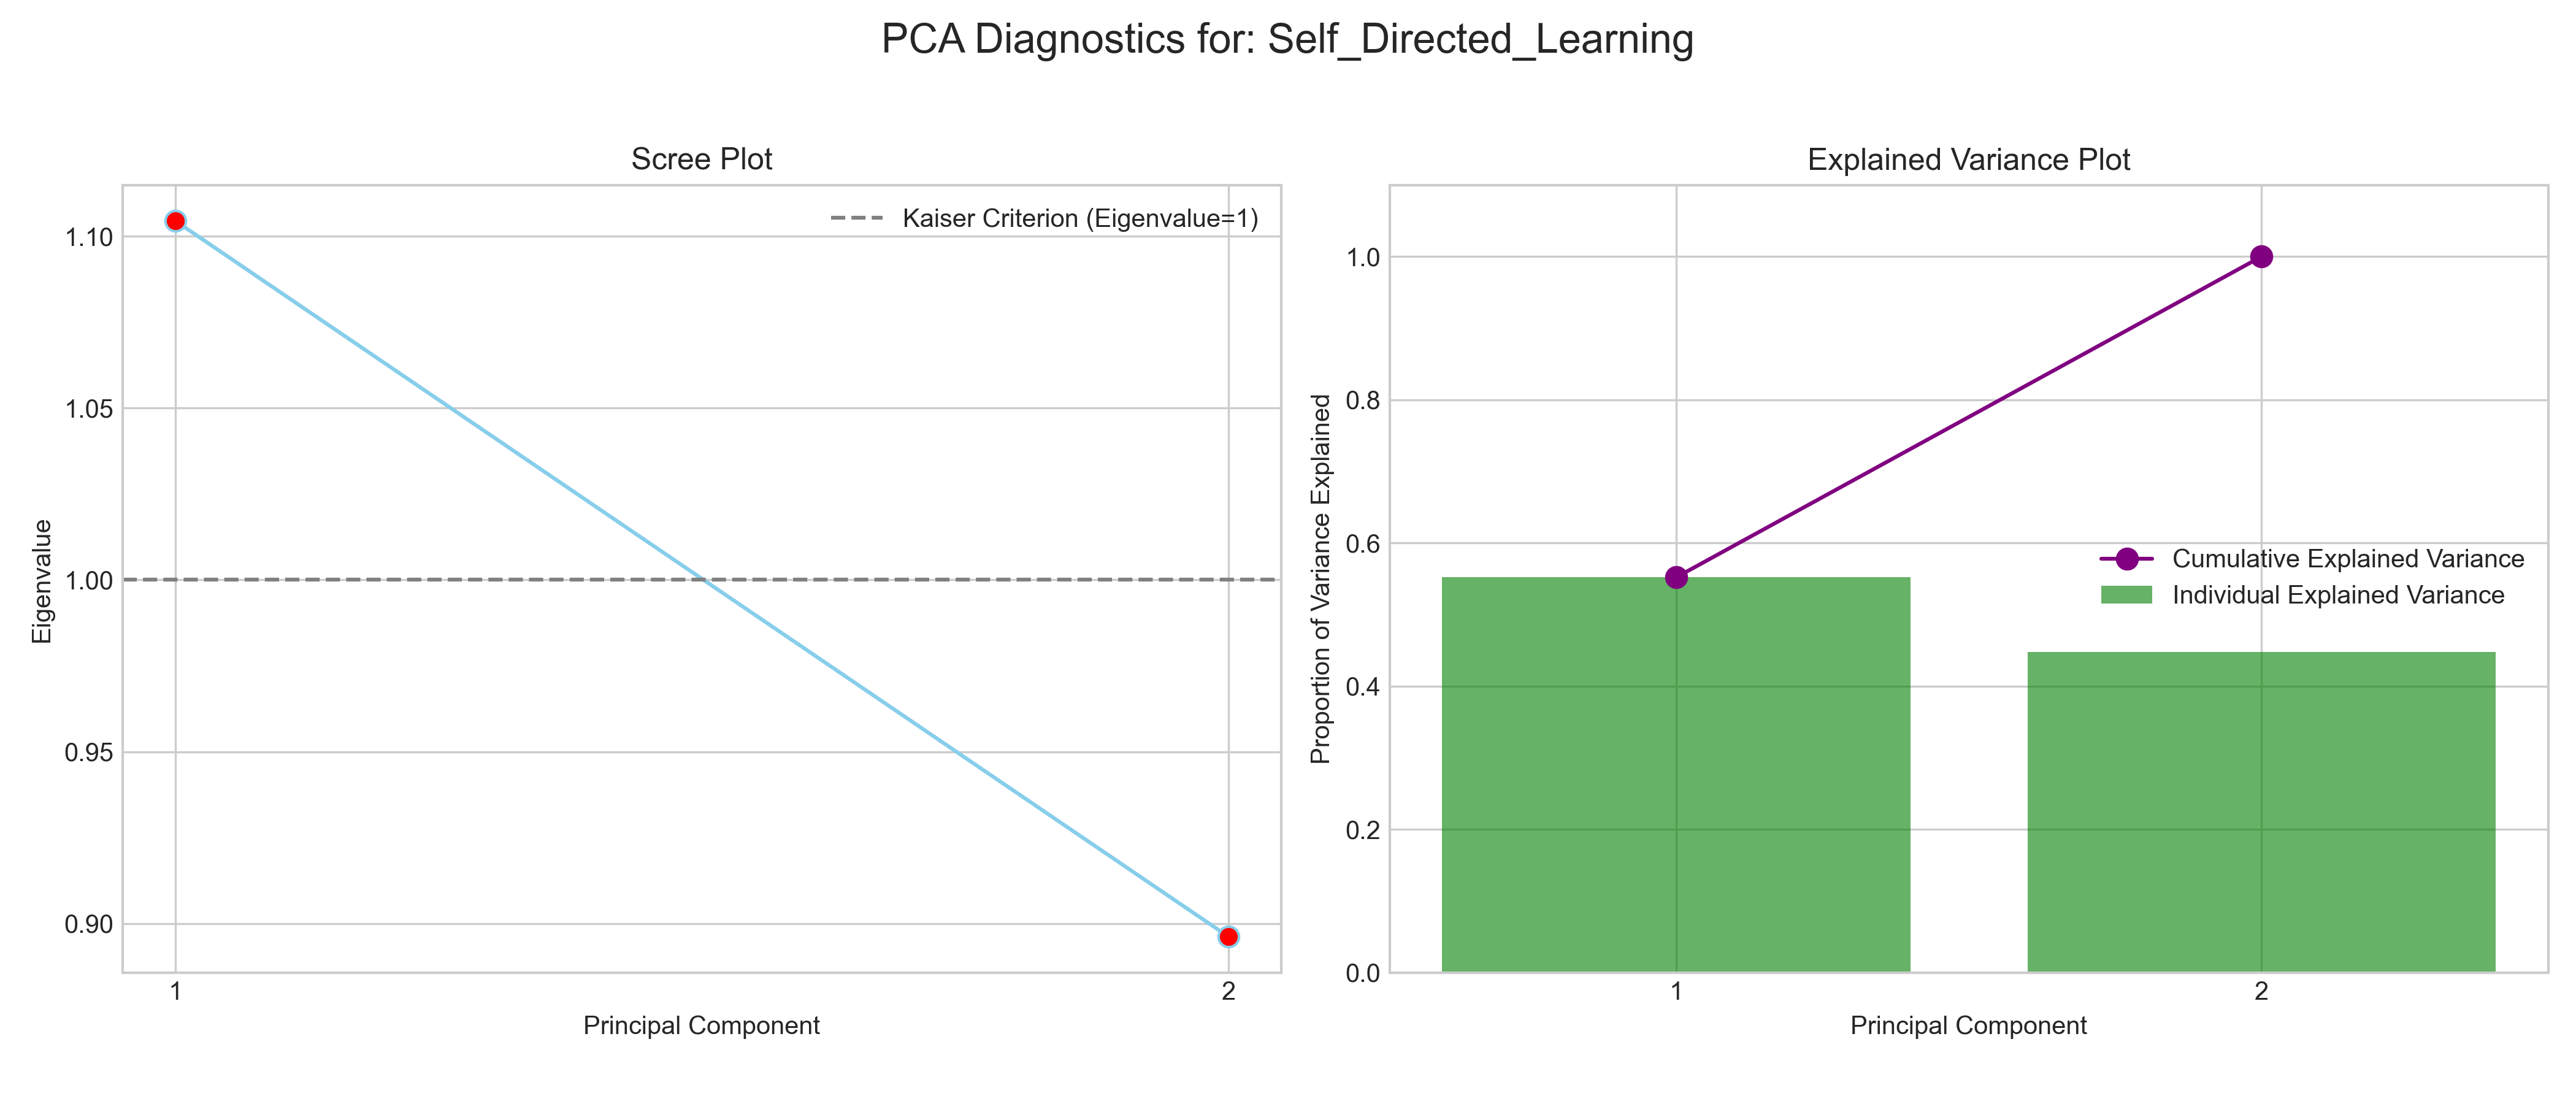 PCA Diagnostics for: Self_Directed_Learning
Scree Plot
Kaiser Criterion (Eigenvalue=1)
1.10
1.05
1.00
0.95
0.90
Eigenvalue
1
2
Principal Component
Explained Variance Plot
1.0
0.8
0.6
0.4
0.2
0.0
Proportion of Variance Explained
Cumulative Explained Variance
Individual Explained Variance
1
2
Principal Component